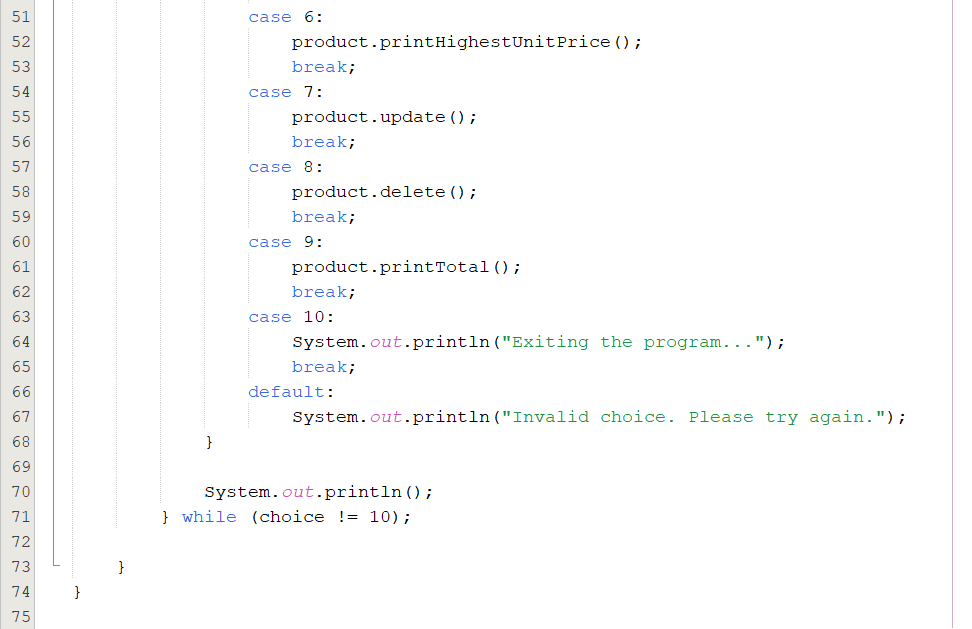 51 case 6:
52 product.printHighestUnitPrice();
53 break;
54 case 7:
55 product.update();
56 break;
57 case 8:
58 product.delete();
59 break;
60 case 9:
61 product.printTotal();
62 break;
63 case 10:
64 System.out.println("Exiting the program...");
65 break;
66 default:
67 System.out.println("Invalid choice. Please try again.");
68 }
69
70 System.out.println();
71 } while (choice != 10);
72
73 }
74 }
75